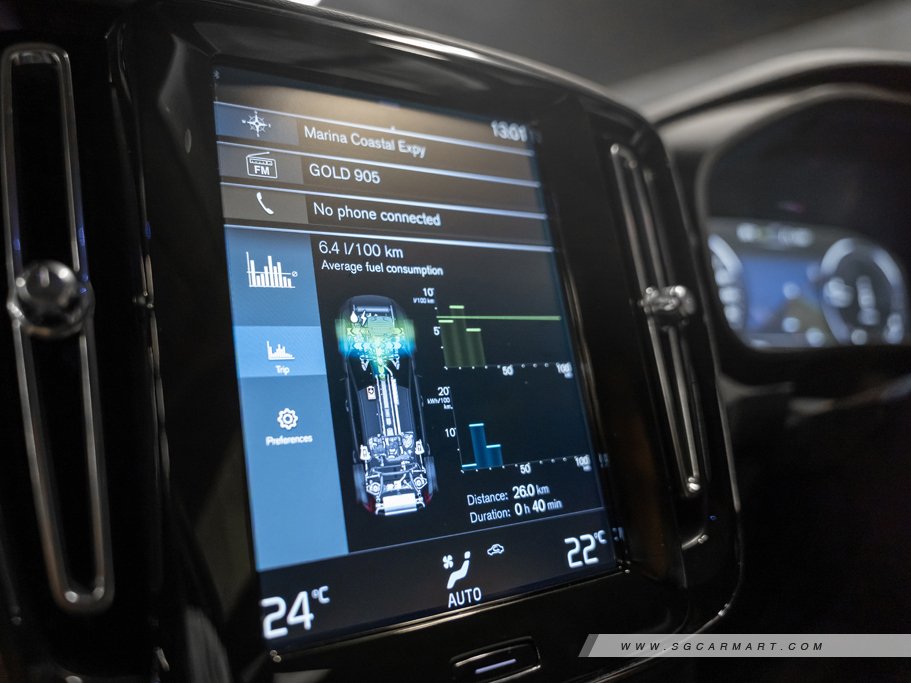 13:01
Marina Coastal Expy
FM
GOLD 905
No phone connected
6.4 l/100 km
Average fuel consumption
10
l/100 km
5
50
100
km
Trip
20
kWh/100 km
10
50
100
km
Preferences
Distance: 26.0 km
Duration: 0 h 40 min
24°C
AUTO
22°C
WWW.SGCARMART.COM